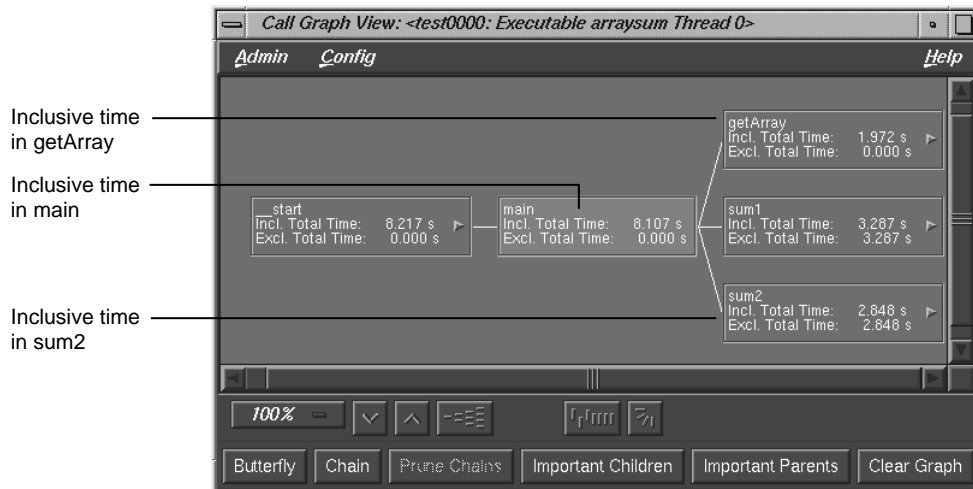 Call Graph View: <test0000: Executable arraysum Thread 0>
Admin Config Help
Inclusive time
in getArray
Inclusive time
in main
Inclusive time
in sum2
__start
Incl. Total Time: 8.217 s
Excl. Total Time: 0.000 s
main
Incl. Total Time: 8.107 s
Excl. Total Time: 0.000 s
getArray
Incl. Total Time: 1.972 s
Excl. Total Time: 0.000 s
sum1
Incl. Total Time: 3.287 s
Excl. Total Time: 3.287 s
sum2
Incl. Total Time: 2.848 s
Excl. Total Time: 2.848 s
100%
Butterfly Chain Prune Chains Important Children Important Parents Clear Graph